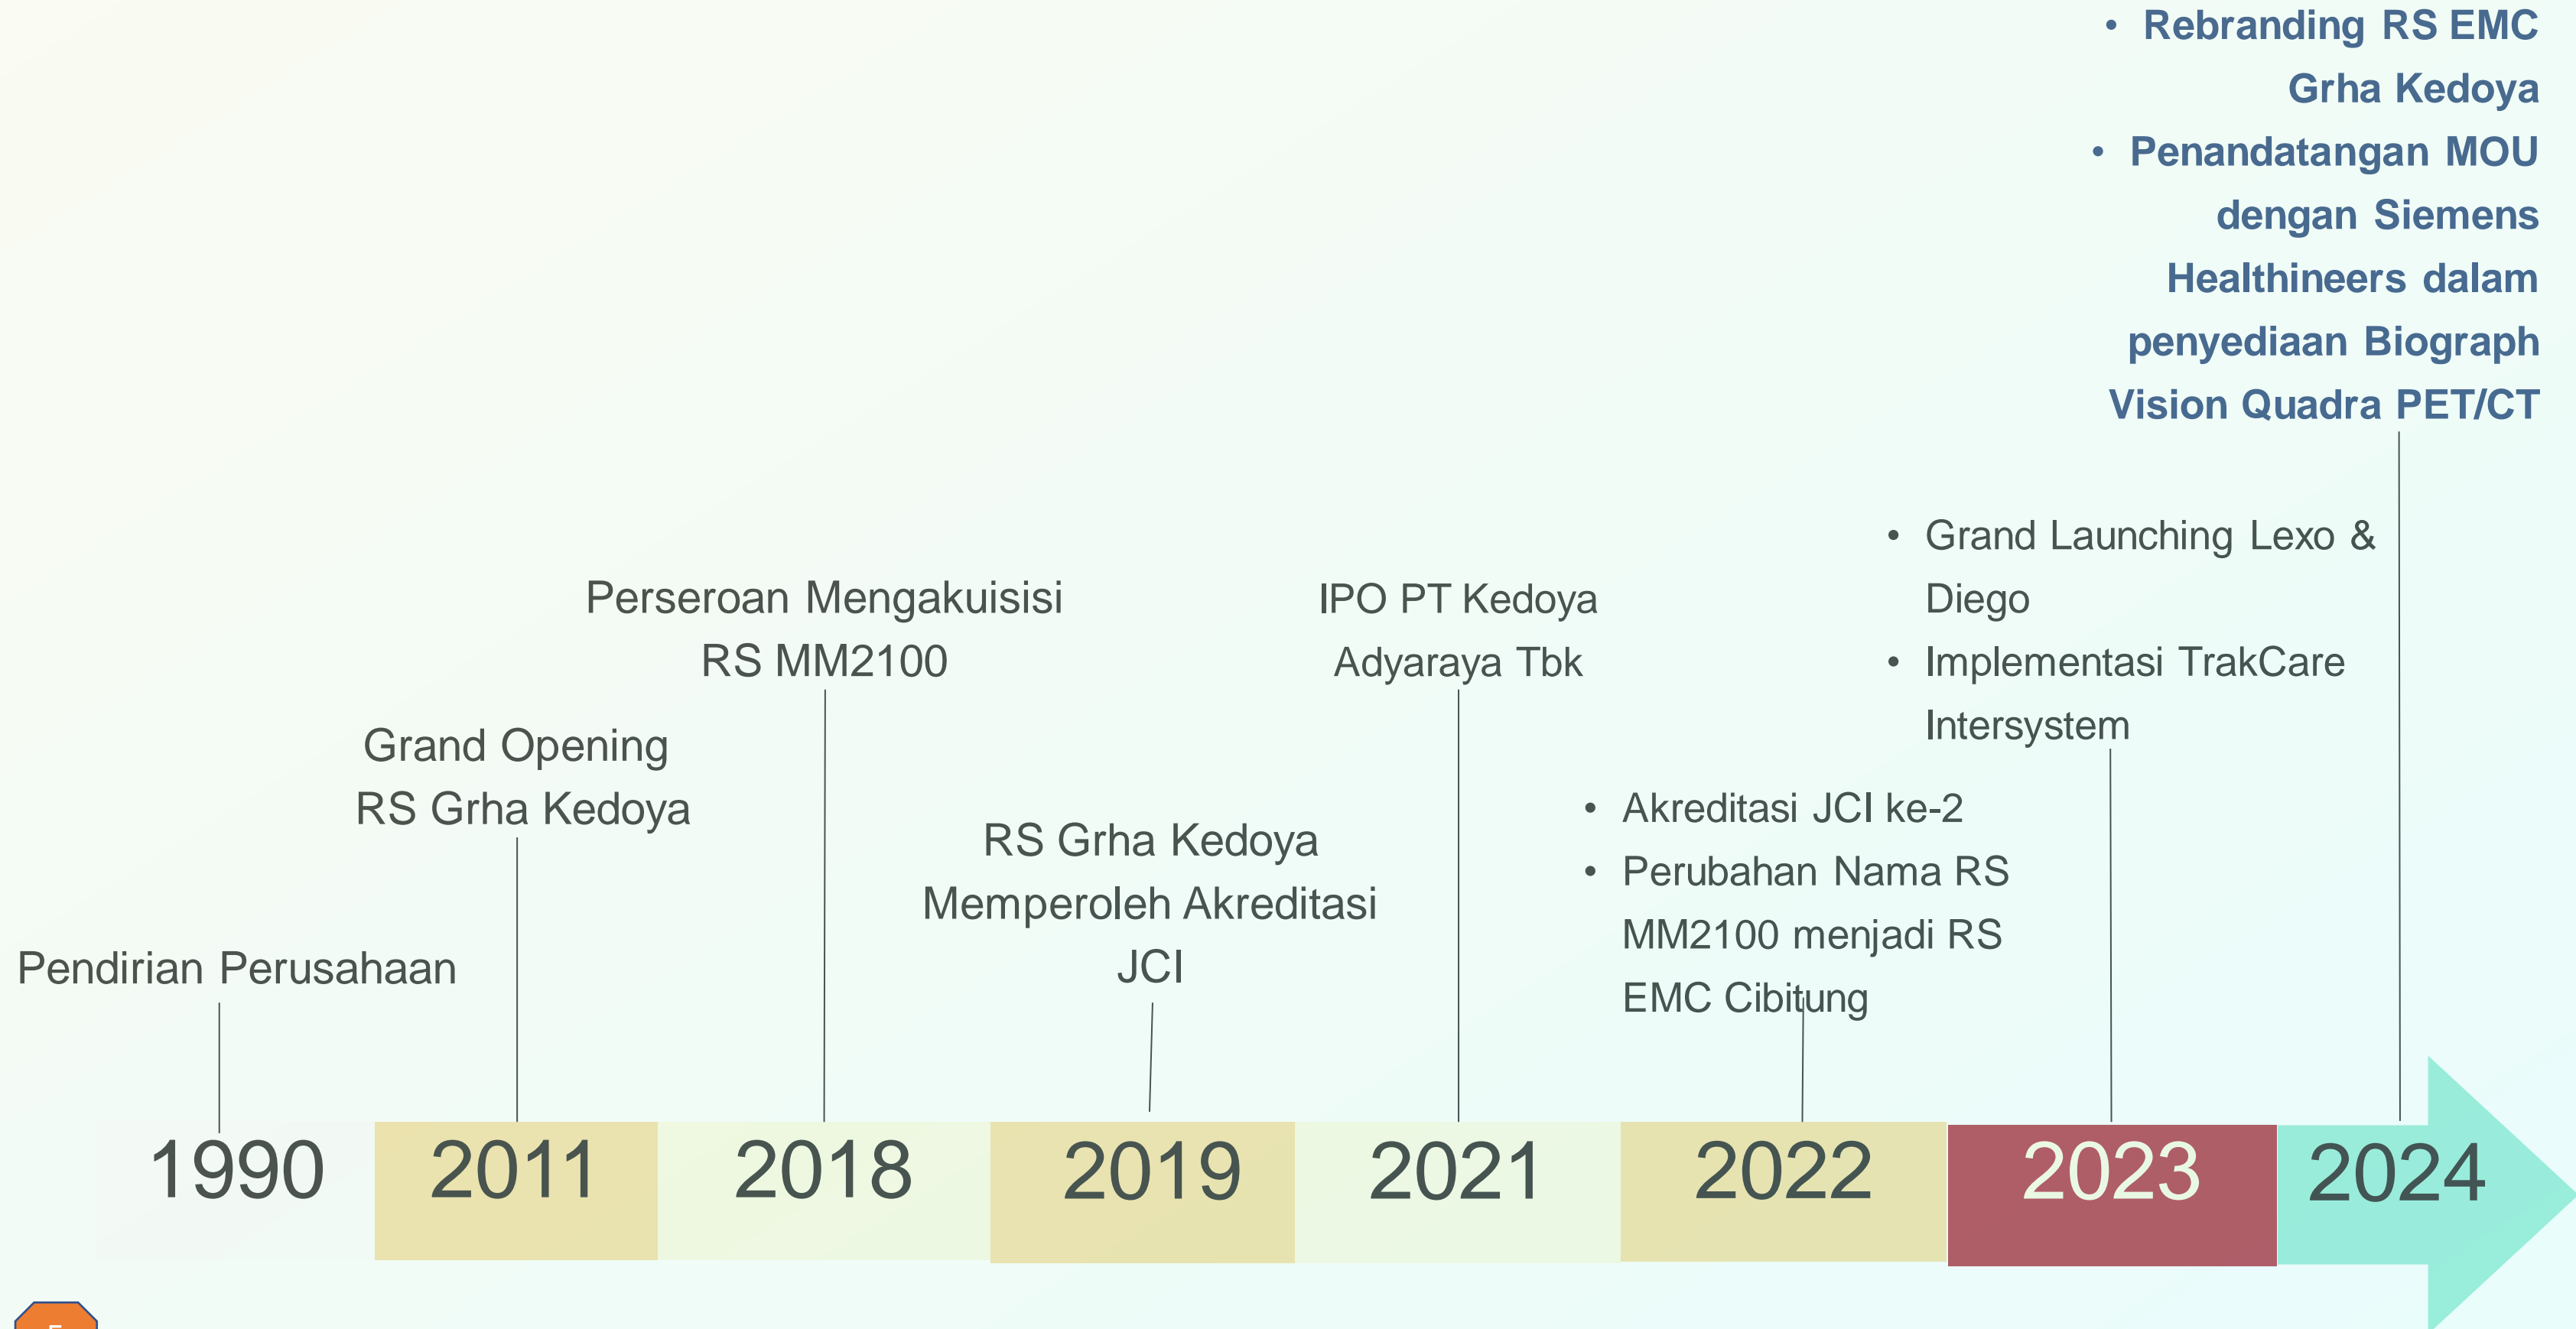 • Rebranding RS EMC
Grha Kedoya
• Penandatangan MOU
dengan Siemens
Healthineers dalam
penyediaan Biograph
Vision Quadra PET/CT
• Grand Launching Lexo &
Diego
• Implementasi TrakCare
Intersystem
Perseroan Mengakuisisi
RS MM2100
IPO PT Kedoya
Adyaraya Tbk
Grand Opening
RS Grha Kedoya
RS Grha Kedoya
Memperoleh Akreditasi
JCI
• Akreditasi JCI ke-2
• Perubahan Nama RS
MM2100 menjadi RS
EMC Cibitung
Pendirian Perusahaan
1990
2011
2018
2019
2021
2022
2023
2024